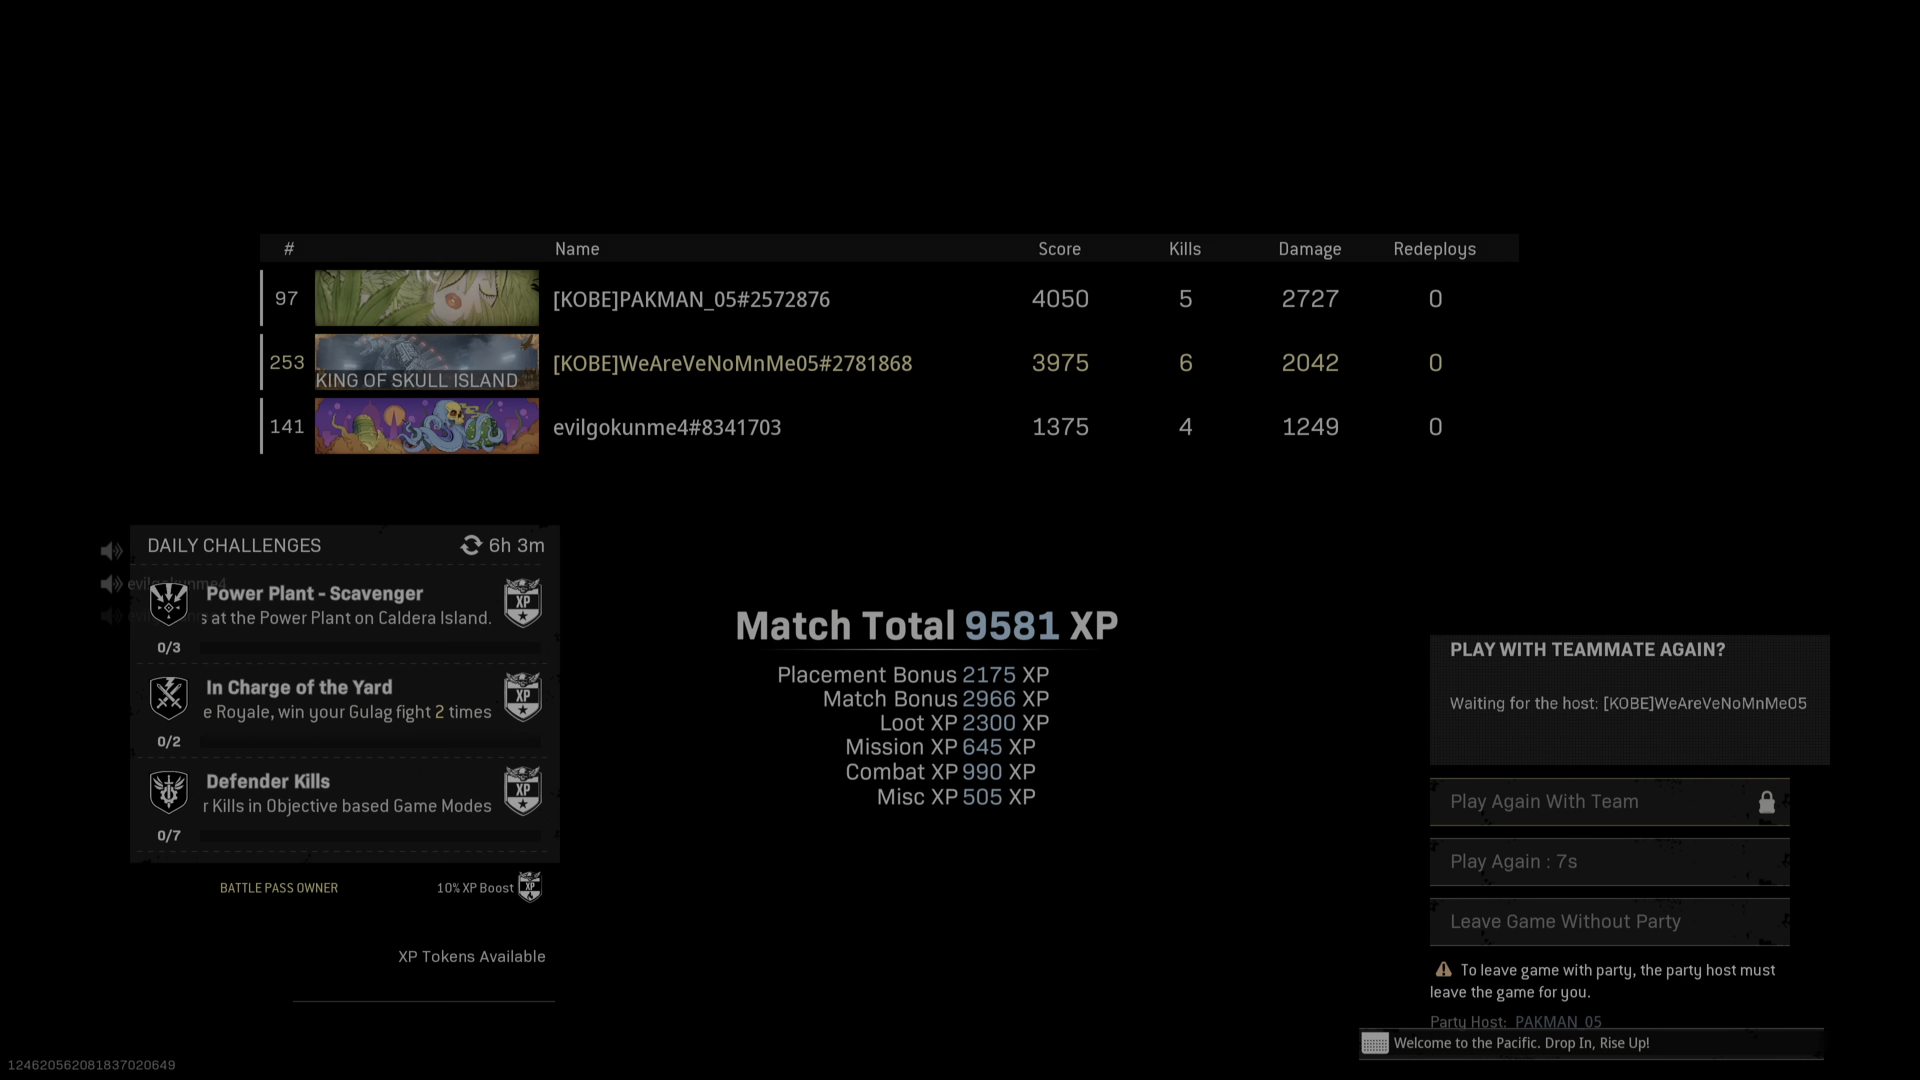 # Name Score Kills Damage Redeploys
97 [KOBE]PAKMAN_05#2572876 4050 5 2727 0
253 KING OF SKULL ISLAND [KOBE]WeAreVeNoMnMe05#2781868 3975 6 2042 0
141 evilgokunme4#8341703 1375 4 1249 0
DAILY CHALLENGES 6h 3m
evilgokunme4
Power Plant - Scavenger XP
s at the Power Plant on Caldera Island.
0/3
In Charge of the Yard XP
e Royale, win your Gulag fight 2 times
0/2
Defender Kills XP
r Kills in Objective based Game Modes
0/7
BATTLE PASS OWNER 10% XP Boost XP
XP Tokens Available
Match Total 9581 XP
Placement Bonus 2175 XP
Match Bonus 2966 XP
Loot XP 2300 XP
Mission XP 645 XP
Combat XP 990 XP
Misc XP 505 XP
PLAY WITH TEAMMATE AGAIN?
Waiting for the host: [KOBE]WeAreVeNoMnMe05
Play Again With Team
Play Again : 7s
Leave Game Without Party
To leave game with party, the party host must
leave the game for you.
Party Host: PAKMAN_05
Welcome to the Pacific. Drop In, Rise Up!
124620562081837020649